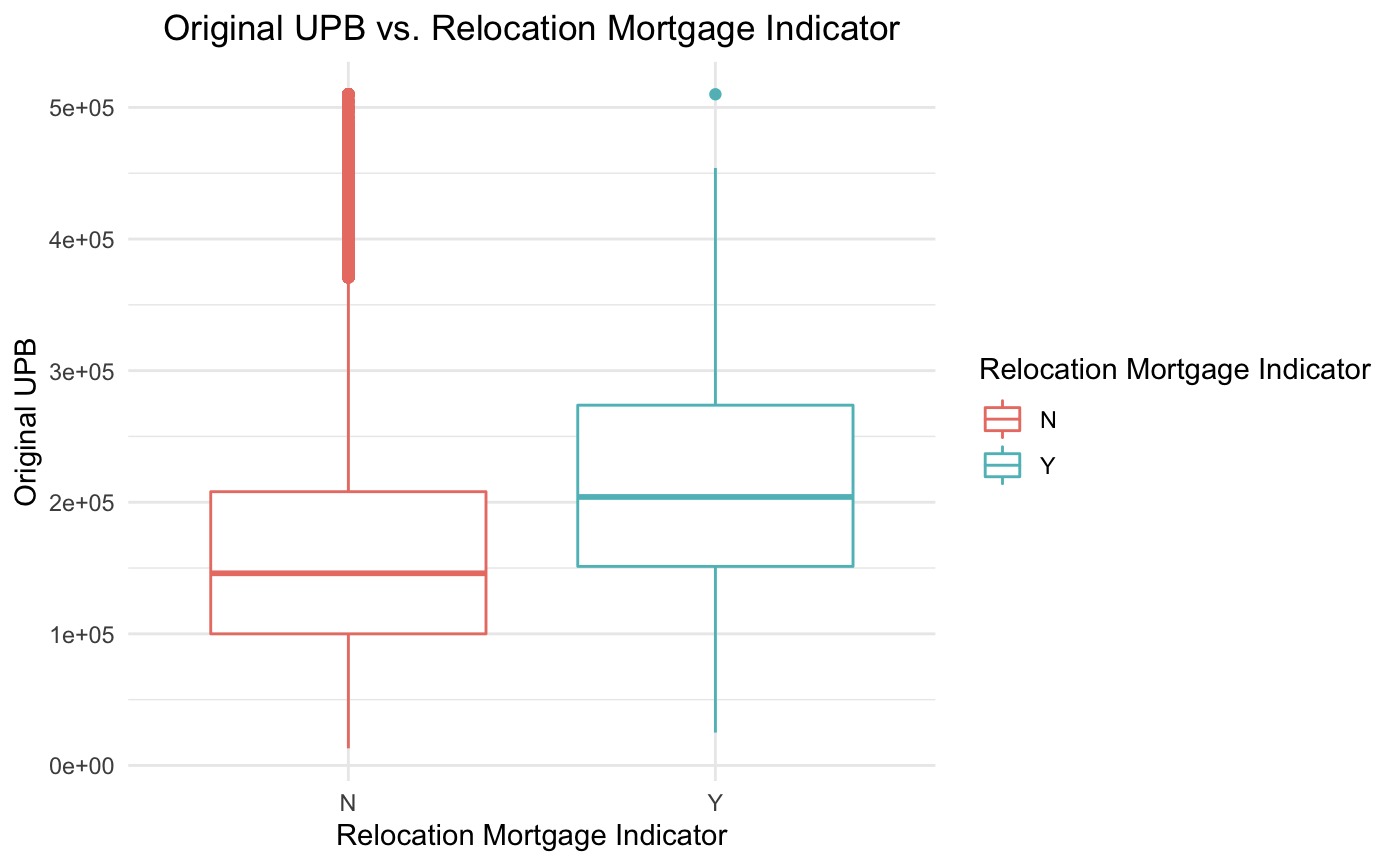 Original UPB vs. Relocation Mortgage Indicator
5e+05
4e+05
3e+05
2e+05
1e+05
0e+00
Original UPB
N
Y
Relocation Mortgage Indicator
Relocation Mortgage Indicator
N
Y